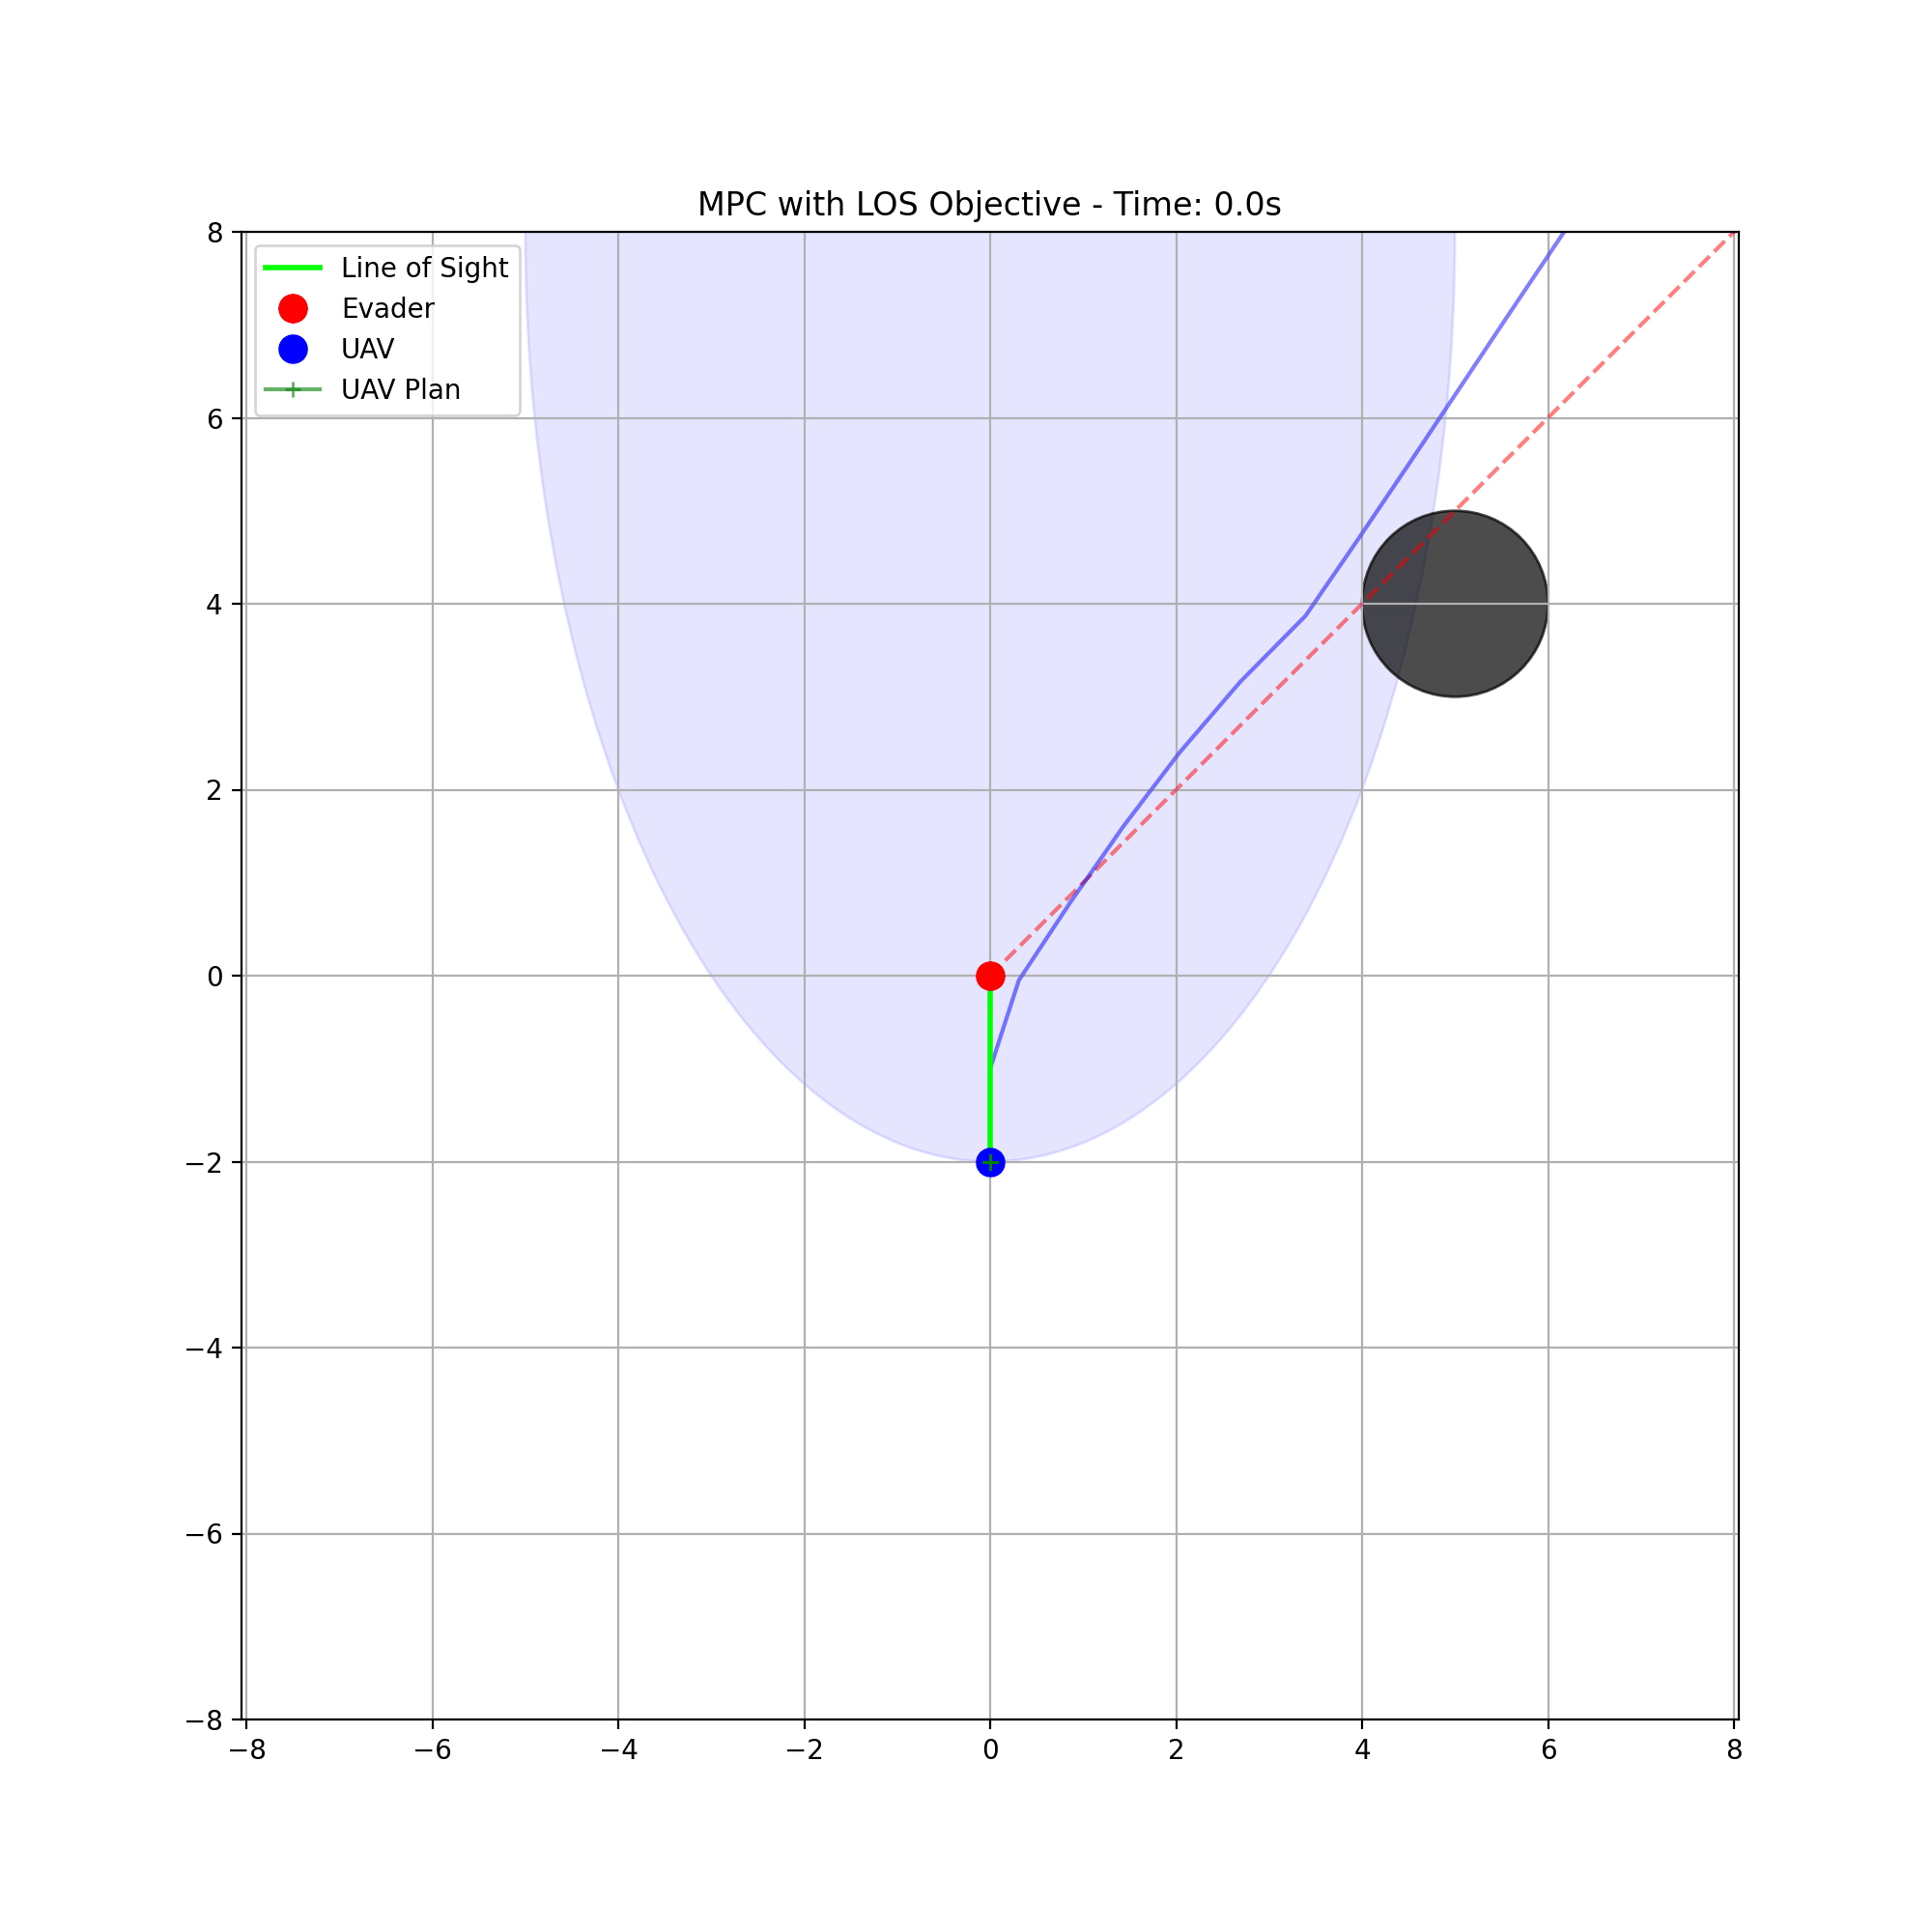 MPC with LOS Objective - Time: 0.0s
8
Line of Sight
Evader
UAV
UAV Plan
6
4
2
0
−2
−4
−6
−8
−8 −6 −4 −2 0 2 4 6 8